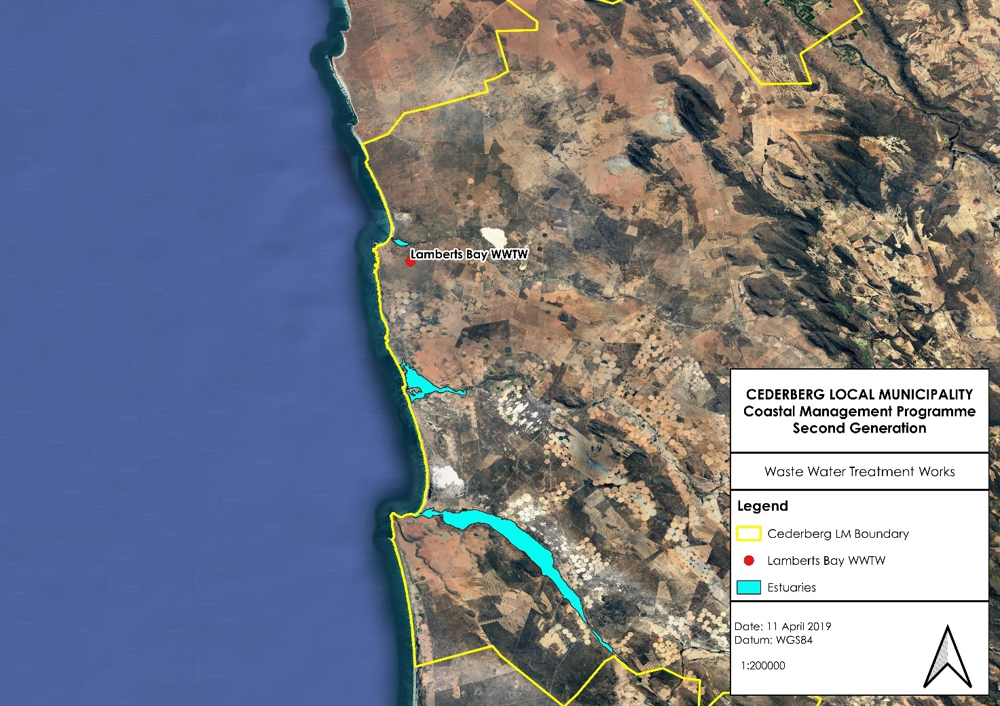 Lamberts Bay WWTW
CEDERBERG LOCAL MUNICIPALITY
Coastal Management Programme
Second Generation
Waste Water Treatment Works
Legend
Cederberg LM Boundary
Lamberts Bay WWTW
Estuaries
Date: 11 April 2019
Datum: WGS84
1:200000